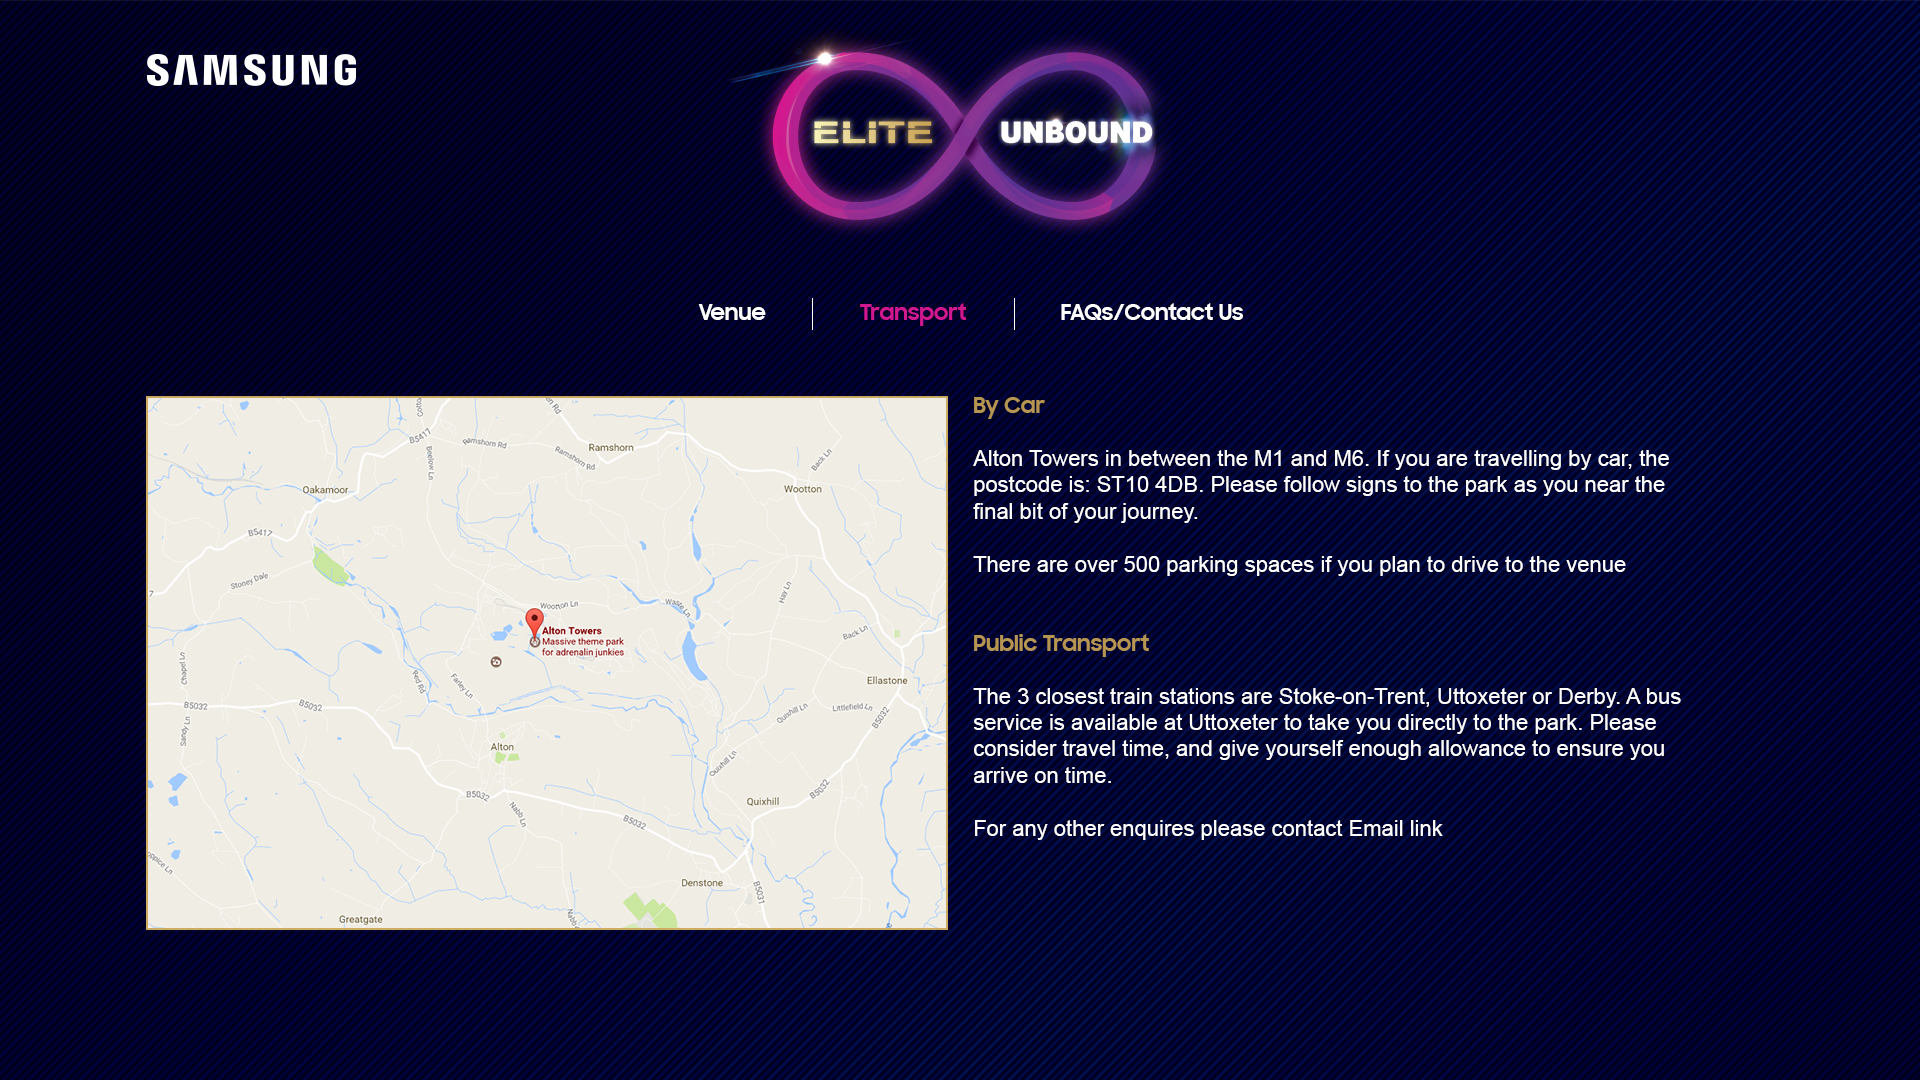 SAMSUNG
ELITE UNBOUND
Venue
Transport
FAQs/Contact Us
By Car
Alton Towers in between the M1 and M6. If you are travelling by car, the
postcode is: ST10 4DB. Please follow signs to the park as you near the
final bit of your journey.
There are over 500 parking spaces if you plan to drive to the venue
Public Transport
The 3 closest train stations are Stoke-on-Trent, Uttoxeter or Derby. A bus
service is available at Uttoxeter to take you directly to the park. Please
consider travel time, and give yourself enough allowance to ensure you
arrive on time.
For any other enquires please contact Email link
B5417
Beelow Ln
Ramshorn Rd
Ramshorn Rd
Ramshorn
Back Ln
Oakamoor
Wootton
B5417
Stoney Dale
Hay Ln
Wootton Ln
Alton Towers
Massive theme park
for adrenalin junkies
Back Ln
Chapel Ln
Red Rd
Farley Ln
Ellastone
B5032
B5032
Quixhill Ln
Littlefield Ln
B5032
Sandy Ln
Alton
Quixhill Ln
B5032
B5032
Quixhill
Nabb Ln
B5032
Denstone
B5031
Greatgate